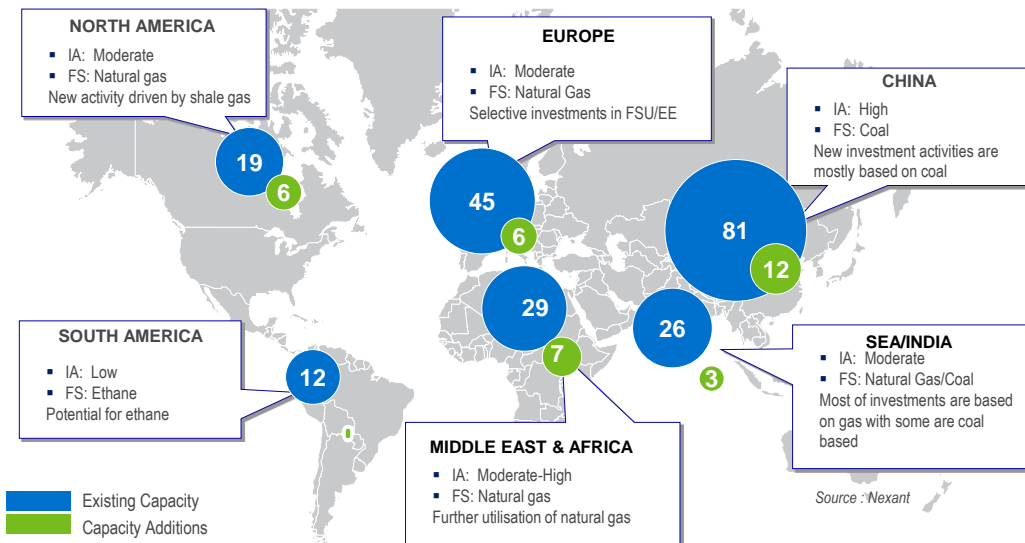 NORTH AMERICA
▪ IA: Moderate
▪ FS: Natural gas
New activity driven by shale gas
19
6
EUROPE
▪ IA: Moderate
▪ FS: Natural Gas
Selective investments in FSU/EE
45
6
CHINA
▪ IA: High
▪ FS: Coal
New investment activities are
mostly based on coal
81
12
SOUTH AMERICA
▪ IA: Low
▪ FS: Ethane
Potential for ethane
12
29
7
MIDDLE EAST & AFRICA
▪ IA: Moderate-High
▪ FS: Natural gas
Further utilisation of natural gas
26
3
SEA/INDIA
▪ IA: Moderate
▪ FS: Natural Gas/Coal
Most of investments are based
on gas with some are coal
based
Existing Capacity
Capacity Additions
Source : Nexant